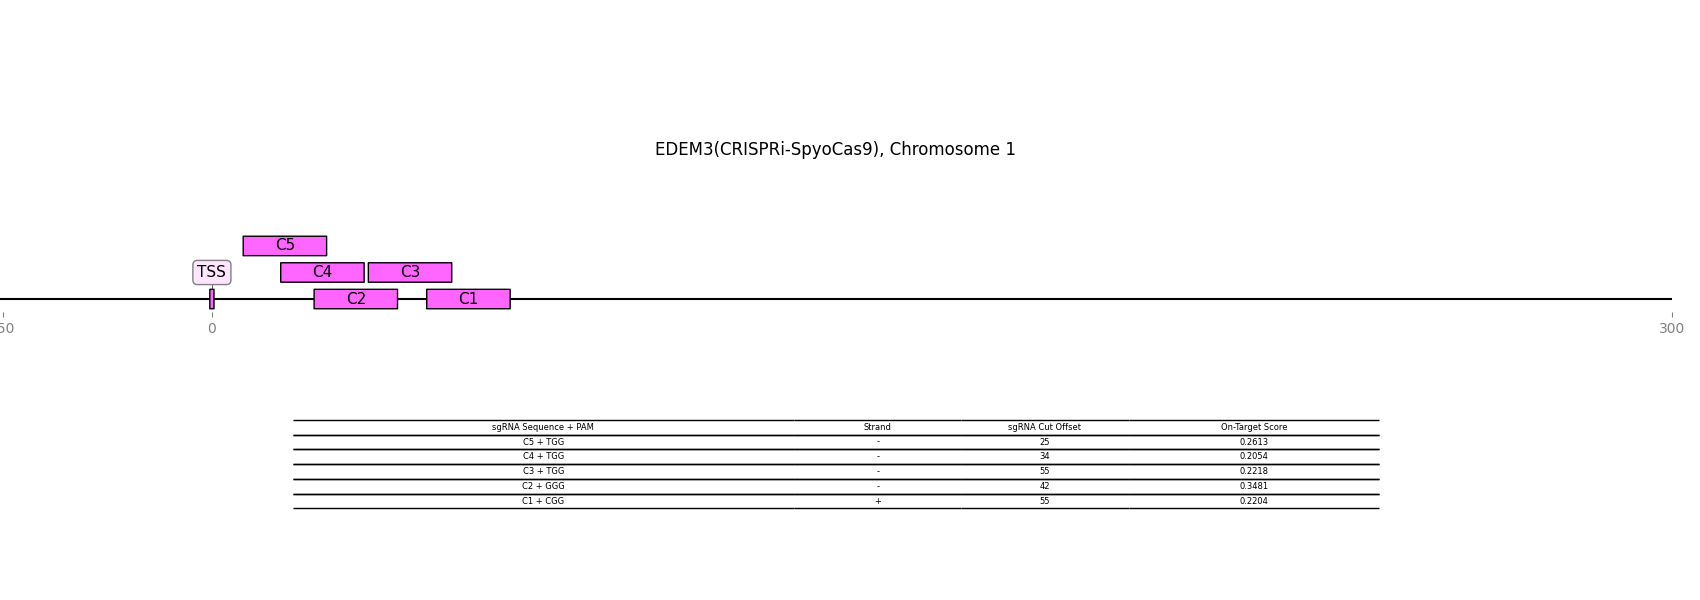 EDEM3(CRISPRi-SpyoCas9), Chromosome 1
C5
TSS C4 C3
C2 C1
50 0 300
sgRNA Sequence + PAM Strand sgRNA Cut Offset On-Target Score
C5 + TGG - 25 0.2613
C4 + TGG - 34 0.2054
C3 + TGG - 55 0.2218
C2 + GGG - 42 0.3481
C1 + CGG + 55 0.2204